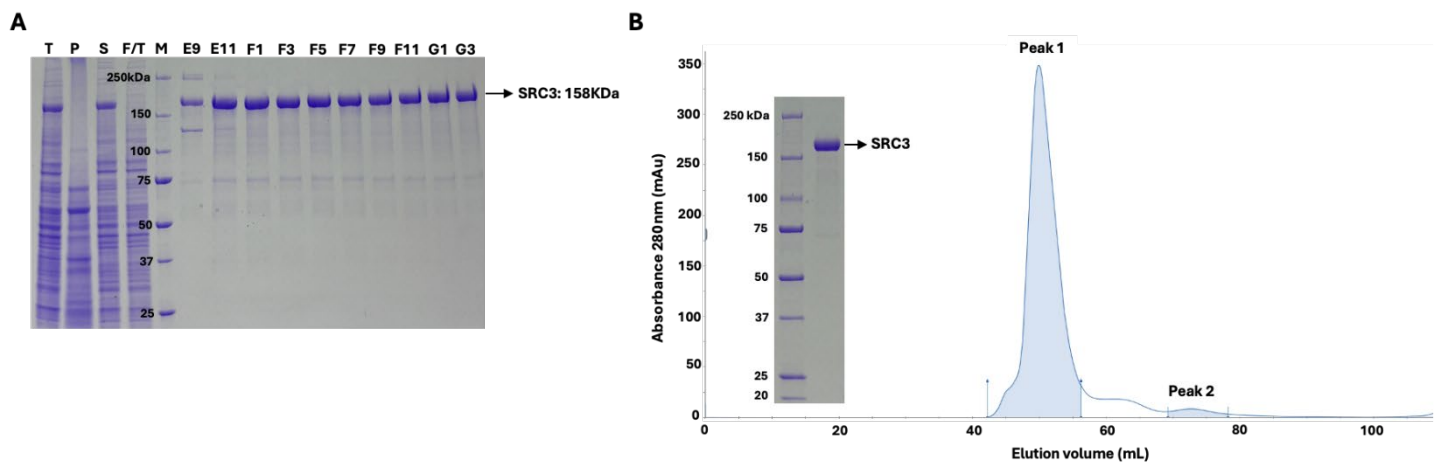 A
T P S F/T M E9 E11 F1 F3 F5 F7 F9 F11 G1 G3
250kDa
150
100
75
50
37
25
SRC3: 158KDa
B
Peak 1
Absorbance 280nm (mAu)
350
300
250
200
150
100
50
0
250 kDa
150
100
75
50
37
25
20
SRC3
Peak 2
0 20 40 60 80 100
Elution volume (mL)